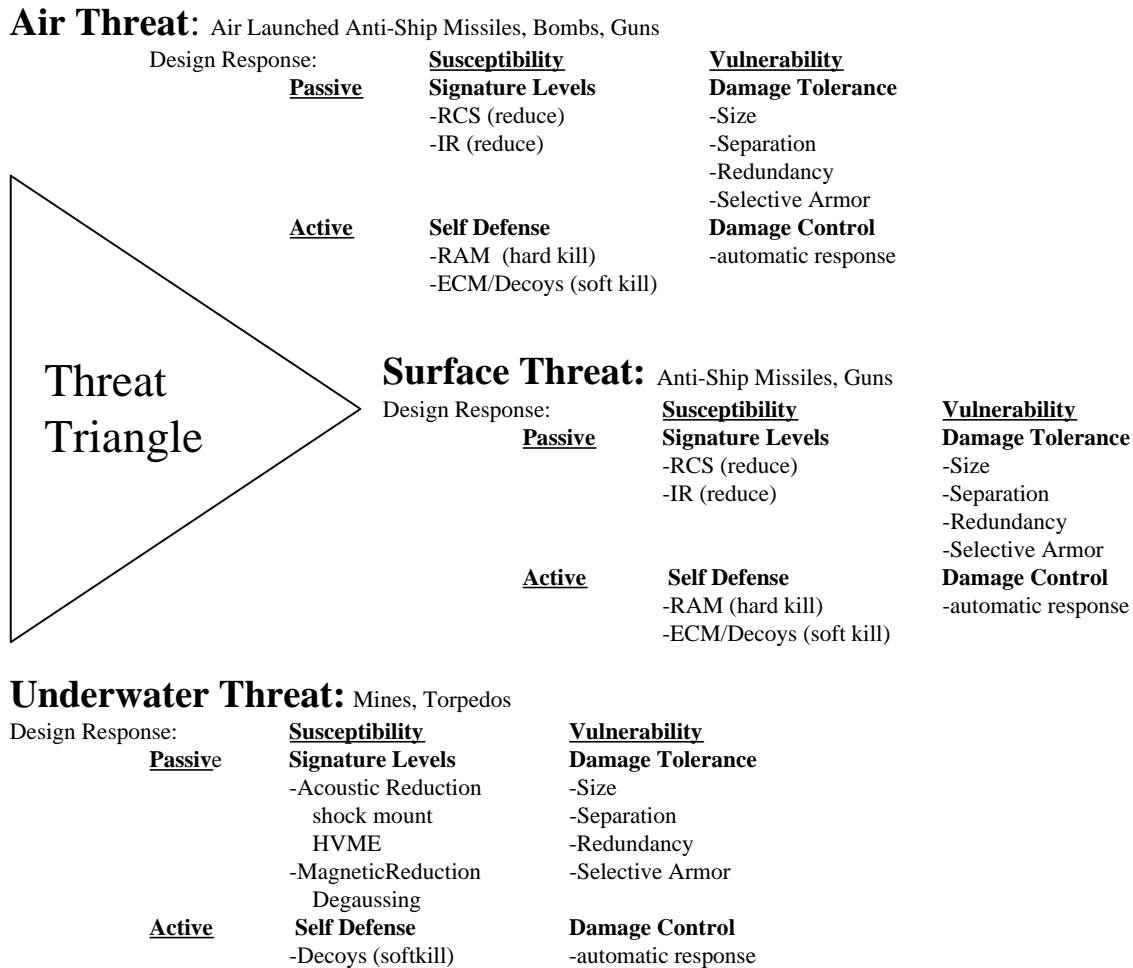 Air Threat: Air Launched Anti-Ship Missiles, Bombs, Guns
Design Response: Susceptibility Vulnerability
Passive Signature Levels Damage Tolerance
-RCS (reduce) -Size
-IR (reduce) -Separation
-Redundancy
-Selective Armor
Active Self Defense Damage Control
-RAM (hard kill) -automatic response
-ECM/Decoys (soft kill)
Threat
Triangle
Surface Threat: Anti-Ship Missiles, Guns
Design Response: Susceptibility Vulnerability
Passive Signature Levels Damage Tolerance
-RCS (reduce) -Size
-IR (reduce) -Separation
-Redundancy
-Selective Armor
Active Self Defense Damage Control
-RAM (hard kill) -automatic response
-ECM/Decoys (soft kill)
Underwater Threat: Mines, Torpedos
Design Response: Susceptibility Vulnerability
Passive Signature Levels Damage Tolerance
-Acoustic Reduction -Size
shock mount -Separation
HVME -Redundancy
-MagneticReduction -Selective Armor
Degaussing
Active Self Defense Damage Control
-Decoys (softkill) -automatic response